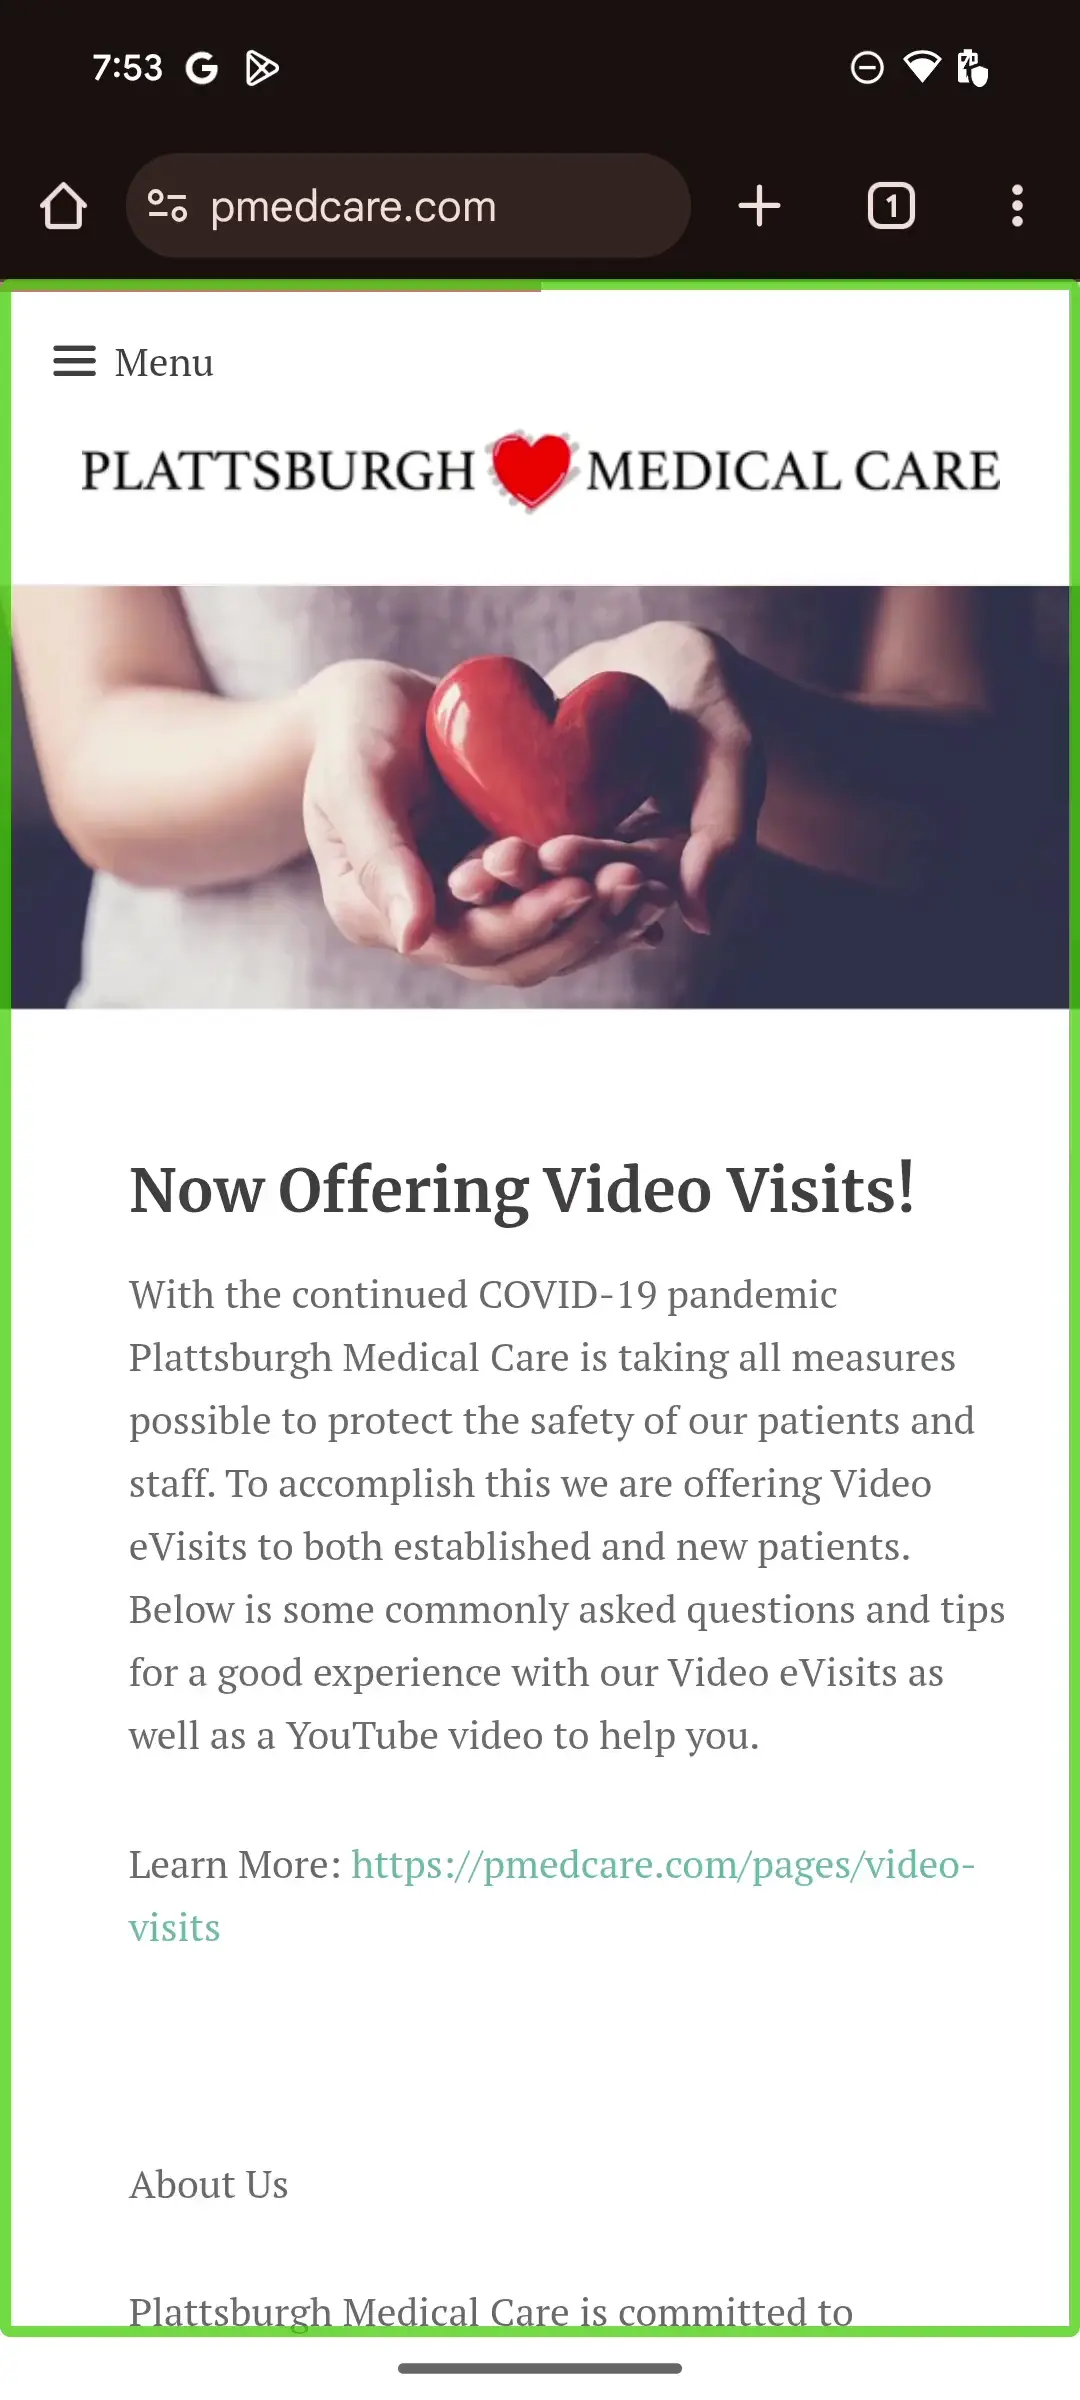 7:53
pmedcare.com
1
Menu
PLATTSBURGH MEDICAL CARE
Now Offering Video Visits!
With the continued COVID-19 pandemic
Plattsburgh Medical Care is taking all measures
possible to protect the safety of our patients and
staff. To accomplish this we are offering Video
eVisits to both established and new patients.
Below is some commonly asked questions and tips
for a good experience with our Video eVisits as
well as a YouTube video to help you.
Learn More: https://pmedcare.com/pages/video-
visits
About Us
Plattsburgh Medical Care is committed to